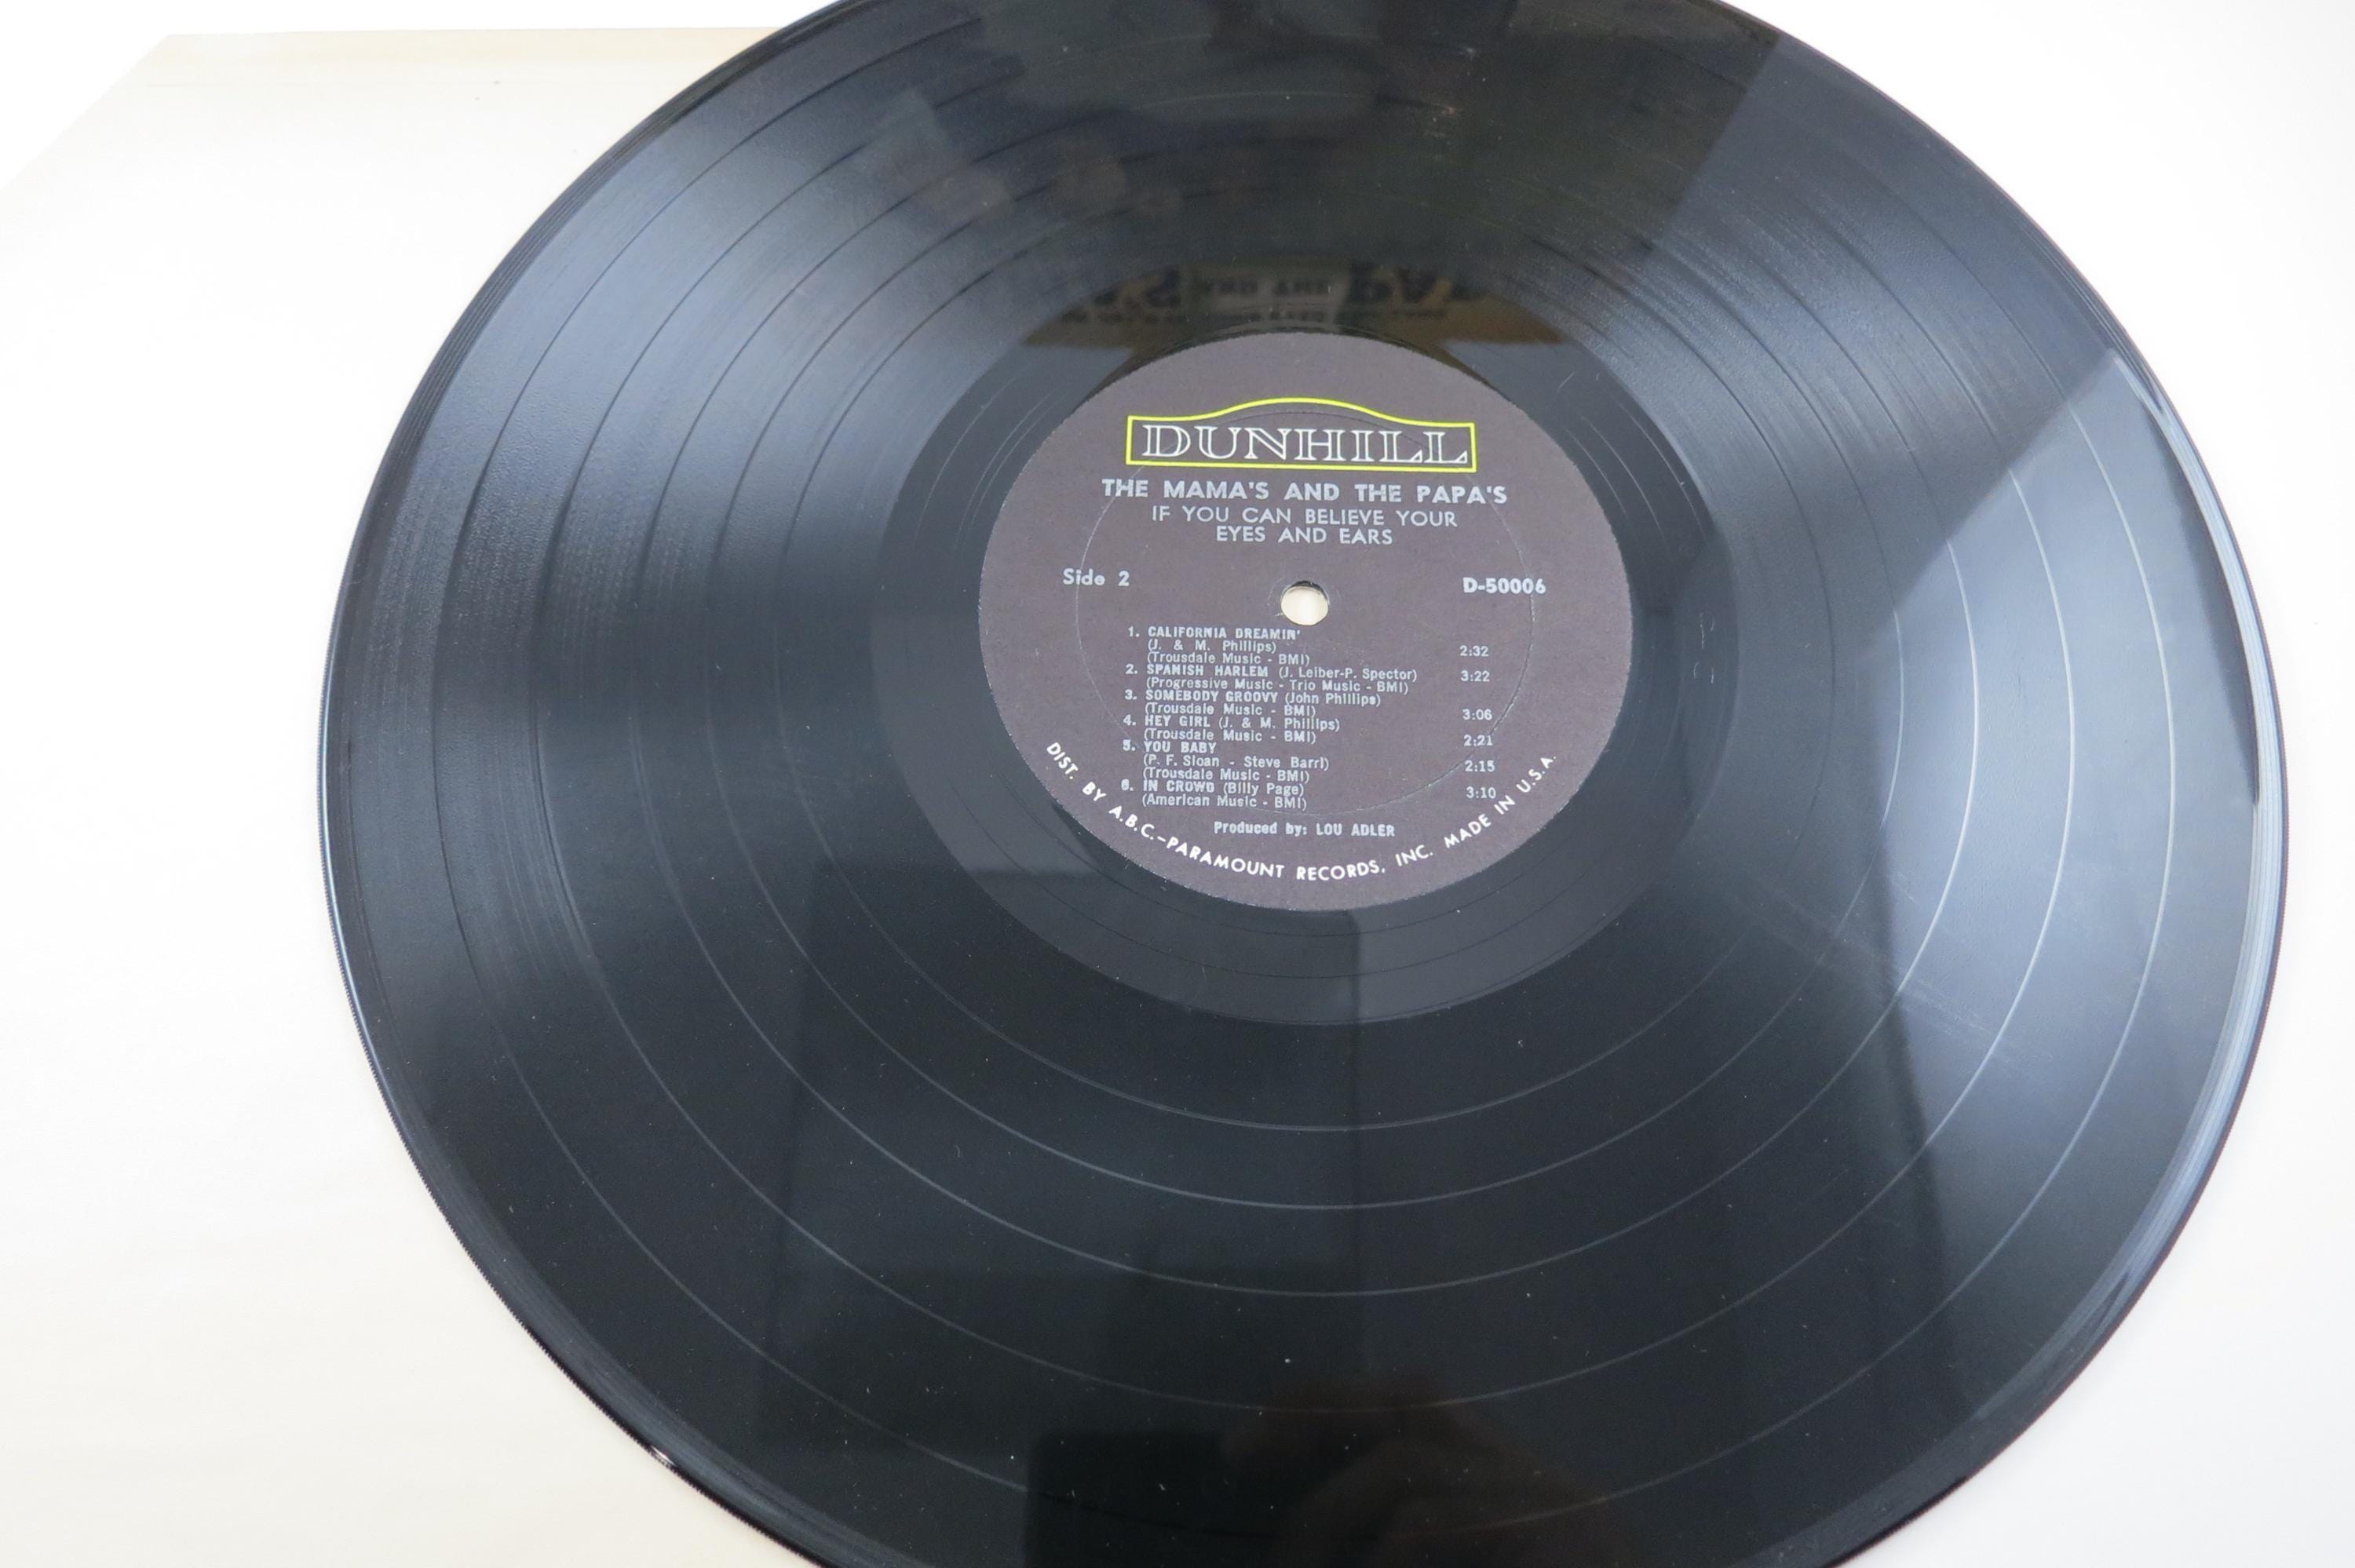 DUNHILL
THE MAMA'S AND THE PAPA'S
IF YOU CAN BELIEVE YOUR
EYES AND EARS
Side 2
D-50006
1. CALIFORNIA DREAMIN'
(J. & M. Phillips)
(Trousdale Music - BMI) 2:32
2. SPANISH HARLEM (J. Leiber-P. Spector)
(Progressive Music - Trio Music - BMI) 3:22
3. SOMEBODY GROOVY (John Phillips)
(Trousdale Music - BMI) 3:06
4. HEY GIRL (J. & M. Phillips)
(Trousdale Music - BMI) 2:21
5. YOU BABY
(P. F. Sloan - Steve Barri)
(Trousdale Music - BMI) 2:15
6. IN CROWD (Billy Page)
(American Music - BMI) 3:10
Produced by: LOU ADLER
DIST. BY A.B.C.-PARAMOUNT RECORDS, INC. MADE IN U.S.A.